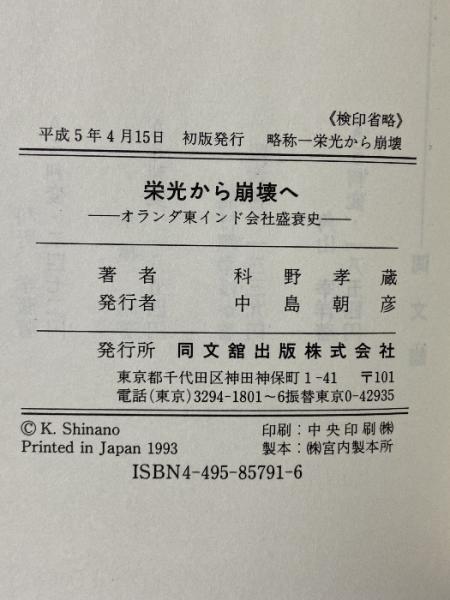 《検印省略》
平成5年4月15日　初版発行　略称―栄光から崩壊
栄光から崩壊へ
――オランダ東インド会社盛衰史――
著者　科野孝蔵
発行者　中島朝彦
発行所　同文舘出版株式会社
東京都千代田区神田神保町1-41　〒101
電話(東京)3294-1801～6振替東京0-42935
© K. Shinano　印刷：中央印刷㈱
Printed in Japan 1993　製本：㈱宮内製本所
ISBN4-495-85791-6